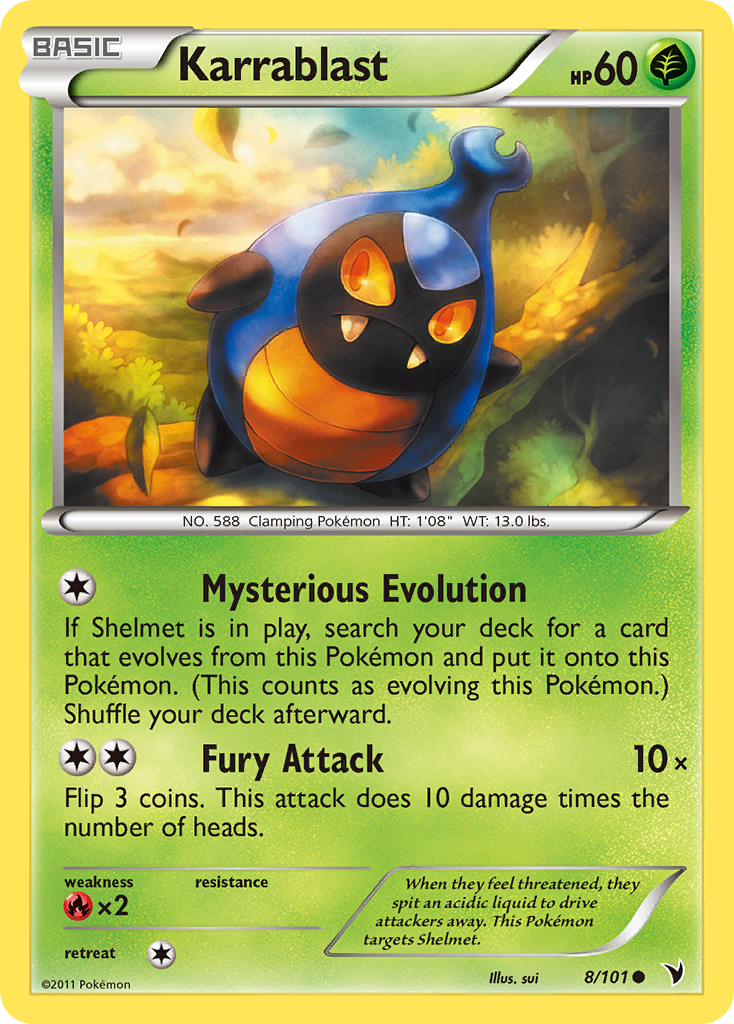 BASIC
Karrablast
HP60
NO. 588 Clamping Pokémon HT: 1'08" WT: 13.0 lbs.
Mysterious Evolution
If Shelmet is in play, search your deck for a card
that evolves from this Pokémon and put it onto this
Pokémon. (This counts as evolving this Pokémon.)
Shuffle your deck afterward.
Fury Attack 10×
Flip 3 coins. This attack does 10 damage times the
number of heads.
weakness resistance
×2
retreat
When they feel threatened, they
spit an acidic liquid to drive
attackers away. This Pokémon
targets Shelmet.
©2011 Pokémon
Illus. sui
8/101